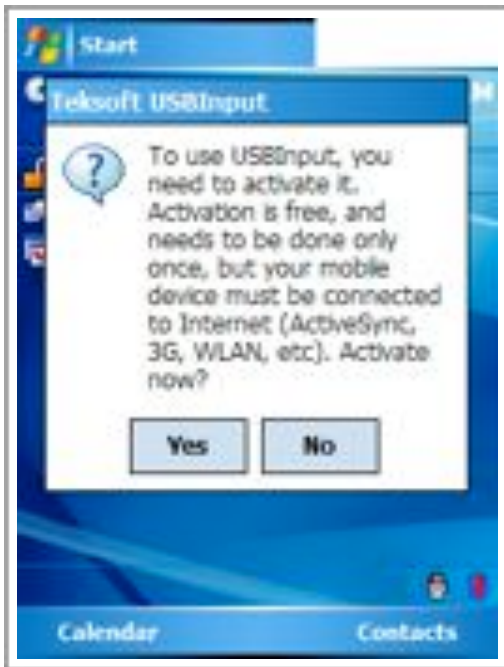 Start
Teksoft USBInput
To use USBInput, you
need to activate it.
Activation is free, and
needs to be done only
once, but your mobile
device must be connected
to Internet (ActiveSync,
3G, WLAN, etc). Activate
now?
Yes No
Calendar Contacts